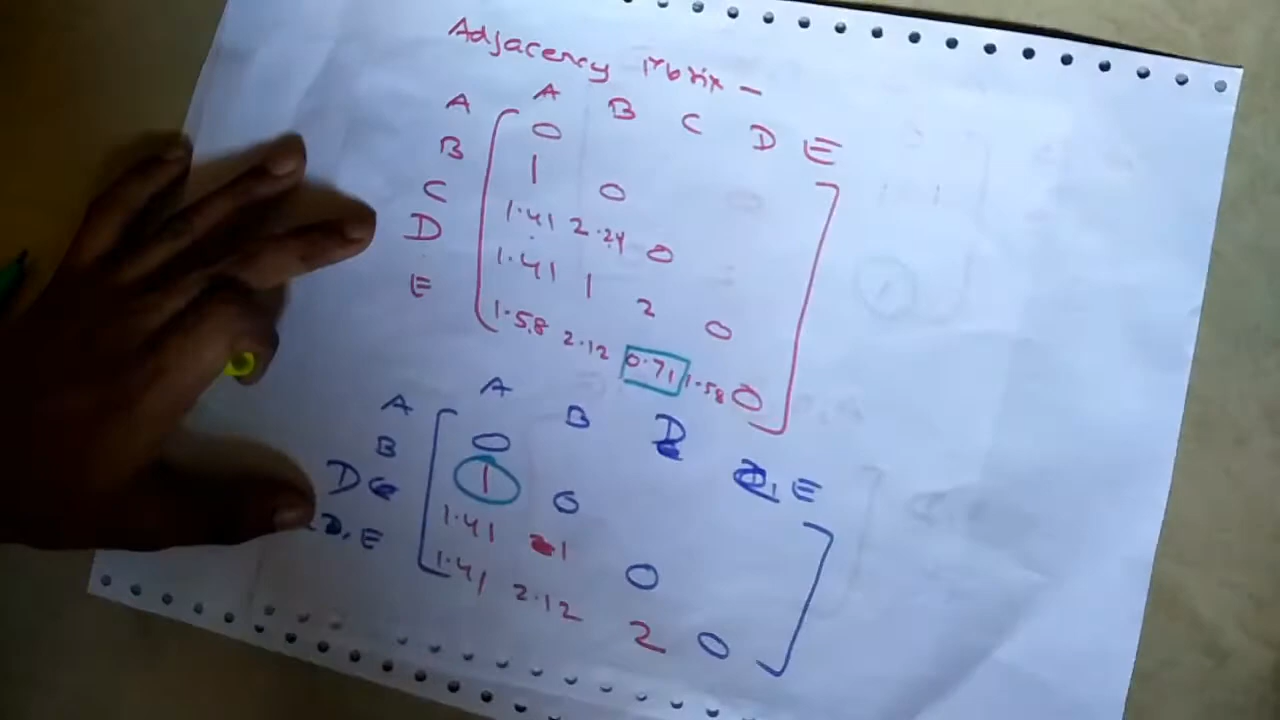 Adjacency Matrix -
A B C D E
A 0
B 1 0
C 1.41 2.24 0
D 1.41 1 2 0
E 1.58 2.12 0.71 1.58 0
A B D E
A 0
B 1 0
D 1.41 1 0
D, E 1.41 2.12 2 0